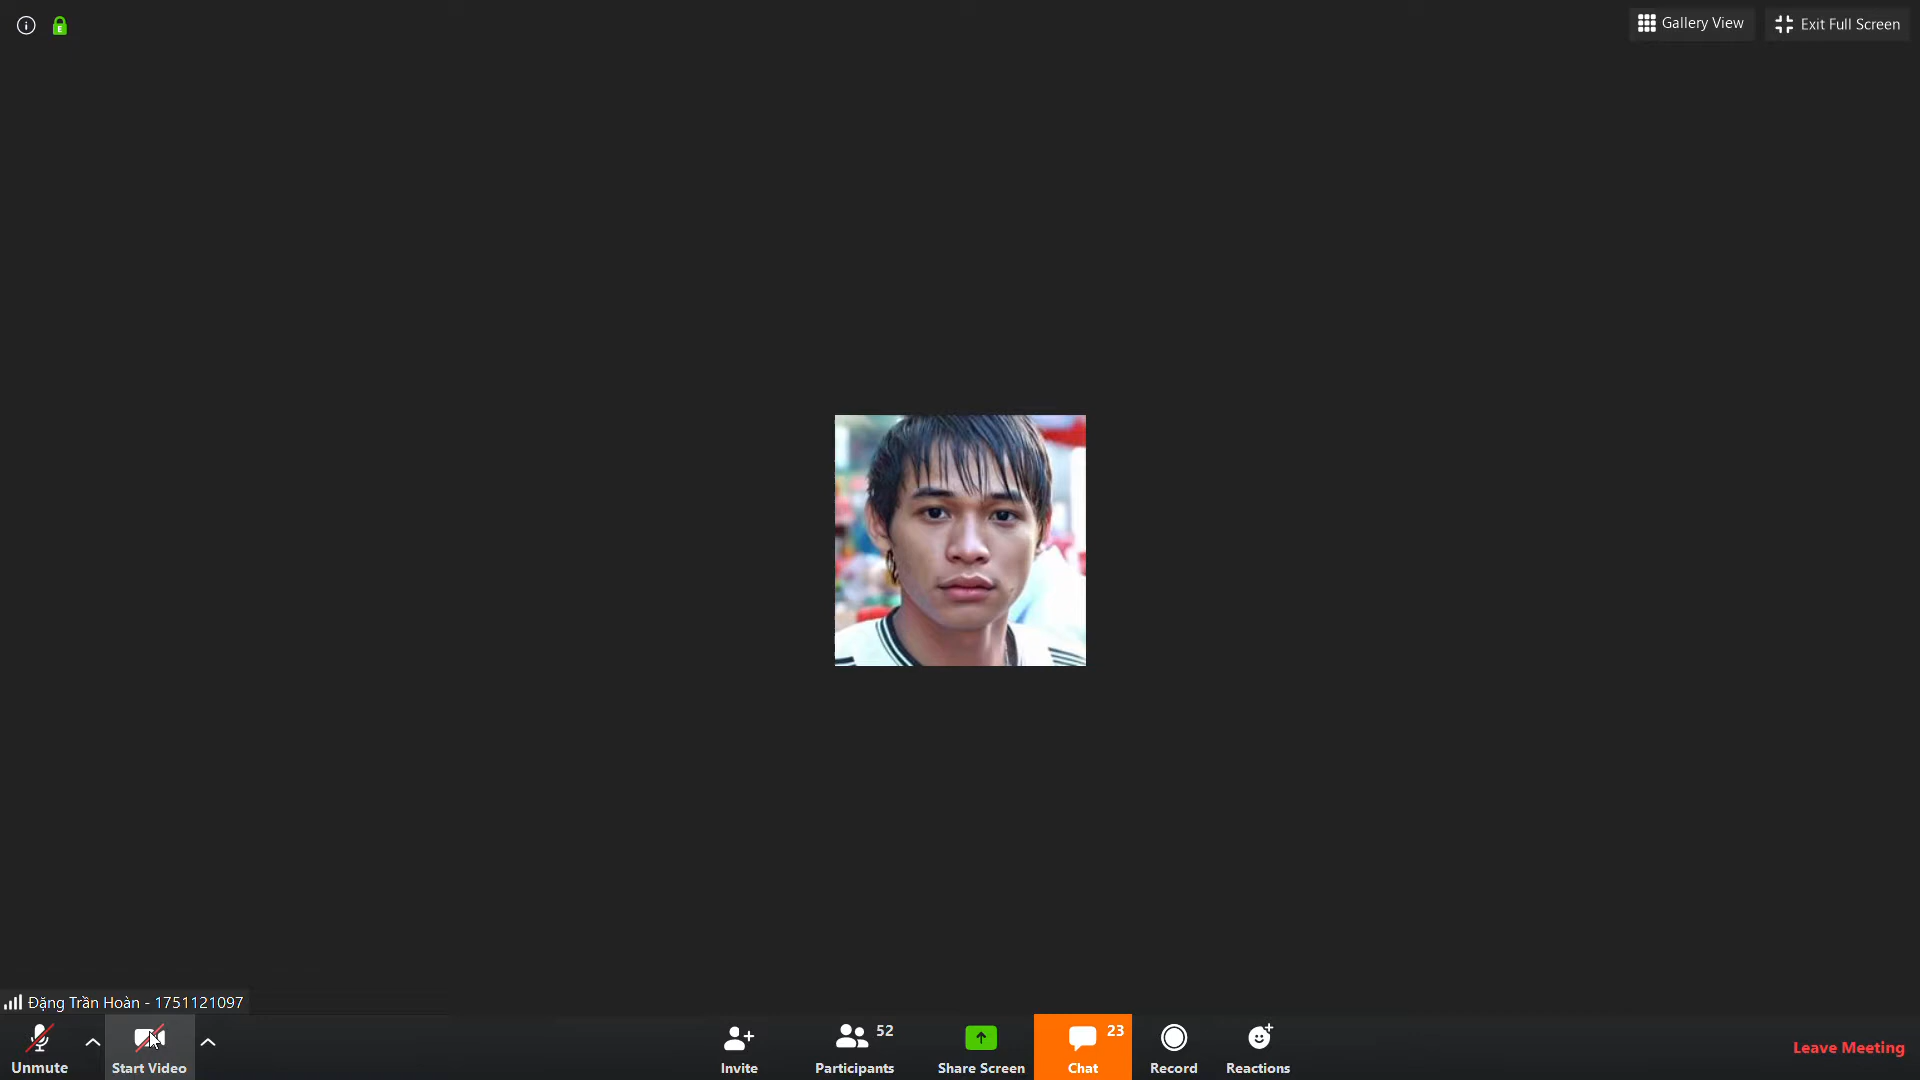 Gallery View
Exit Full Screen
Đặng Trần Hoàn - 1751121097
Unmute
Start Video
Invite
Participants
52
Share Screen
Chat
23
Record
Reactions
Leave Meeting